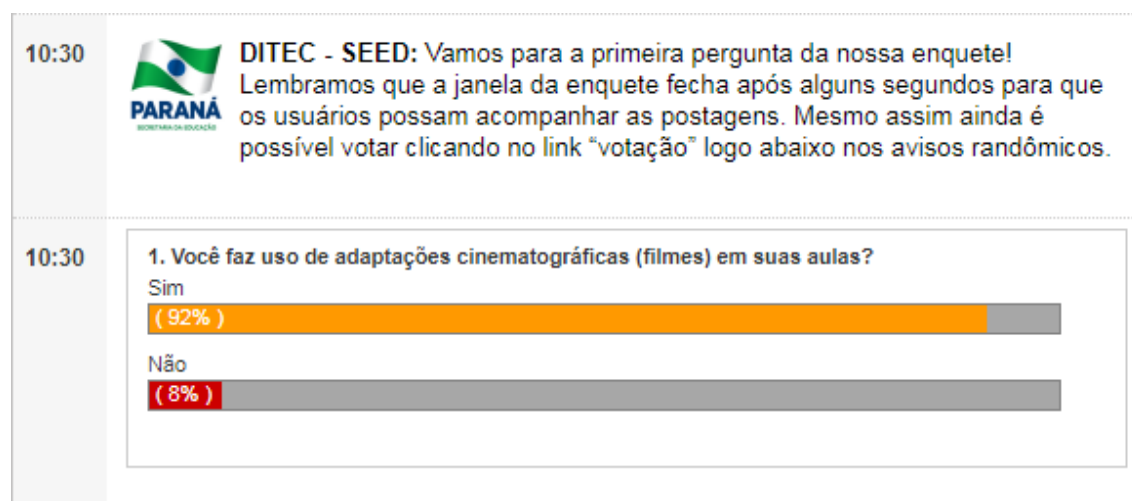 10:30
DITEC - SEED: Vamos para a primeira pergunta da nossa enquete!
Lembramos que a janela da enquete fecha após alguns segundos para que
os usuários possam acompanhar as postagens. Mesmo assim ainda é
possível votar clicando no link “votação” logo abaixo nos avisos randômicos.
PARANÁ
SECRETARIA DA EDUCAÇÃO
10:30
1. Você faz uso de adaptações cinematográficas (filmes) em suas aulas?
Sim
( 92% )
Não
( 8% )